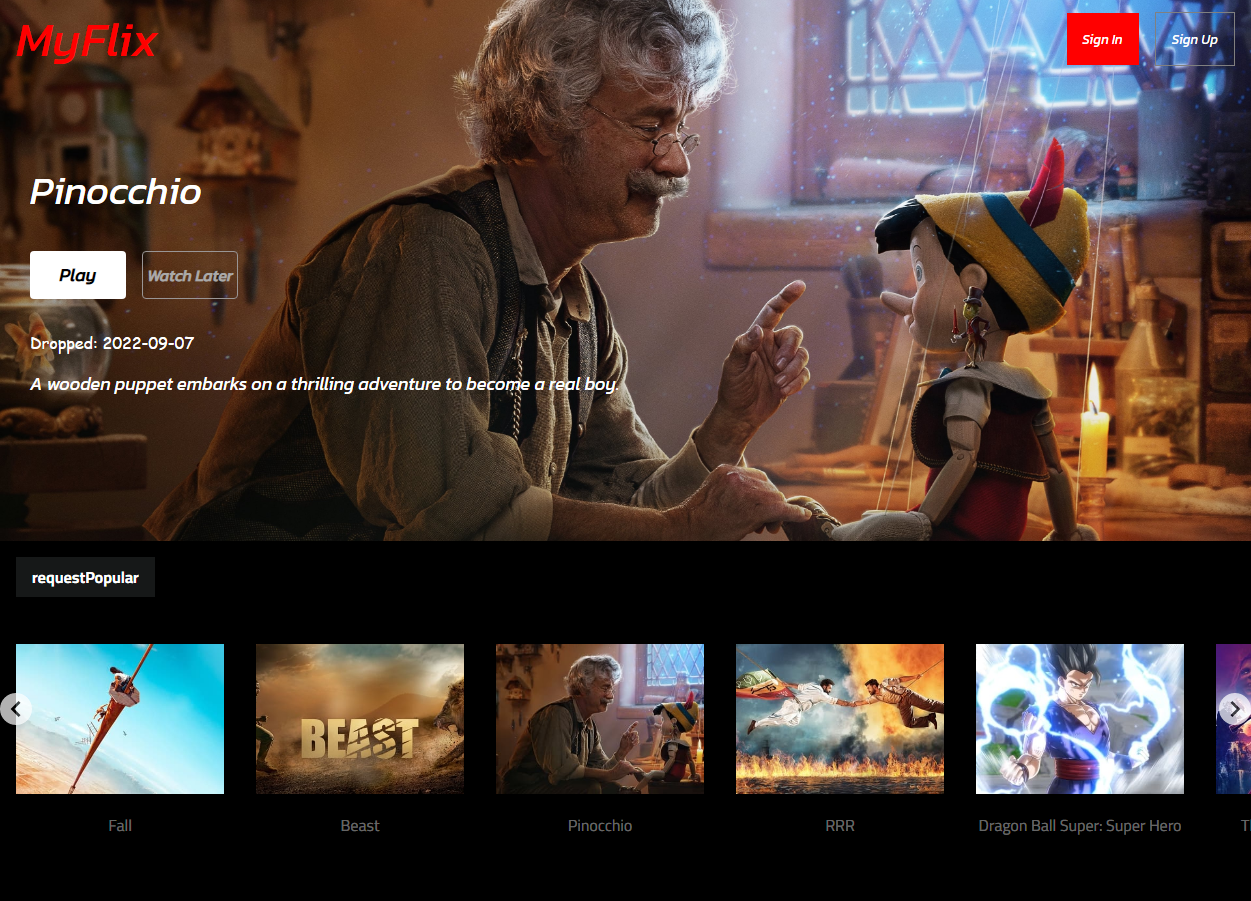 MyFlix
Sign In
Sign Up
Pinocchio
Play
Watch Later
Dropped: 2022-09-07
A wooden puppet embarks on a thrilling adventure to become a real boy.
requestPopular
BEAST
Fall
Beast
Pinocchio
RRR
Dragon Ball Super: Super Hero